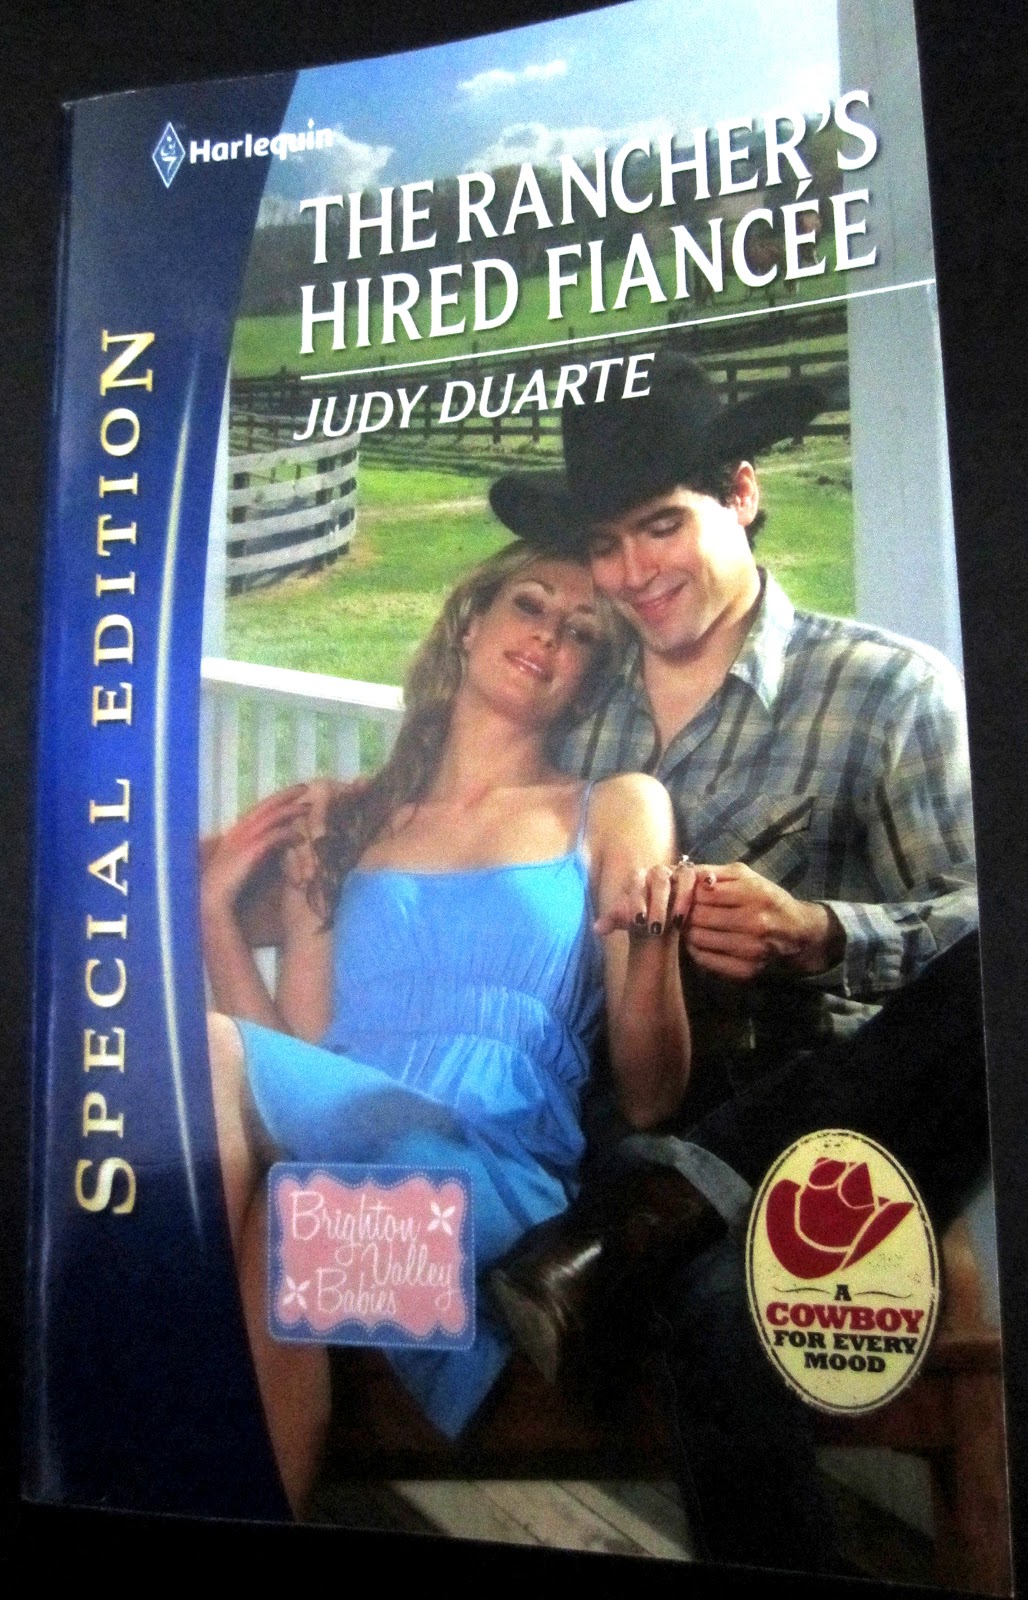 Harlequin
THE RANCHER'S
HIRED FIANCÉE
JUDY DUARTE
SPECIAL EDITION
Brighton
Valley
Babies
A
COWBOY
FOR EVERY
MOOD